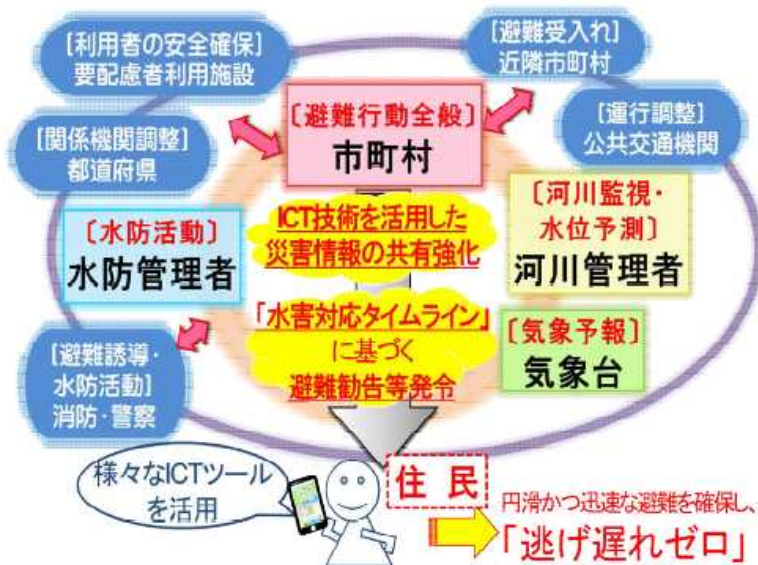 ［利用者の安全確保］
要配慮者利用施設
［避難受入れ］
近隣市町村
［関係機関調整］
都道府県
［避難行動全般］
市町村
［運行調整］
公共交通機関
［水防活動］
水防管理者
ICT技術を活用した
災害情報の共有強化
［河川監視・
水位予測］
河川管理者
「水害対応タイムライン」
に基づく
避難勧告等発令
［気象予報］
気象台
［避難誘導・
水防活動］
消防・警察
様々なICTツール
を活用
住 民
円滑かつ迅速な避難を確保し、
「逃げ遅れゼロ」